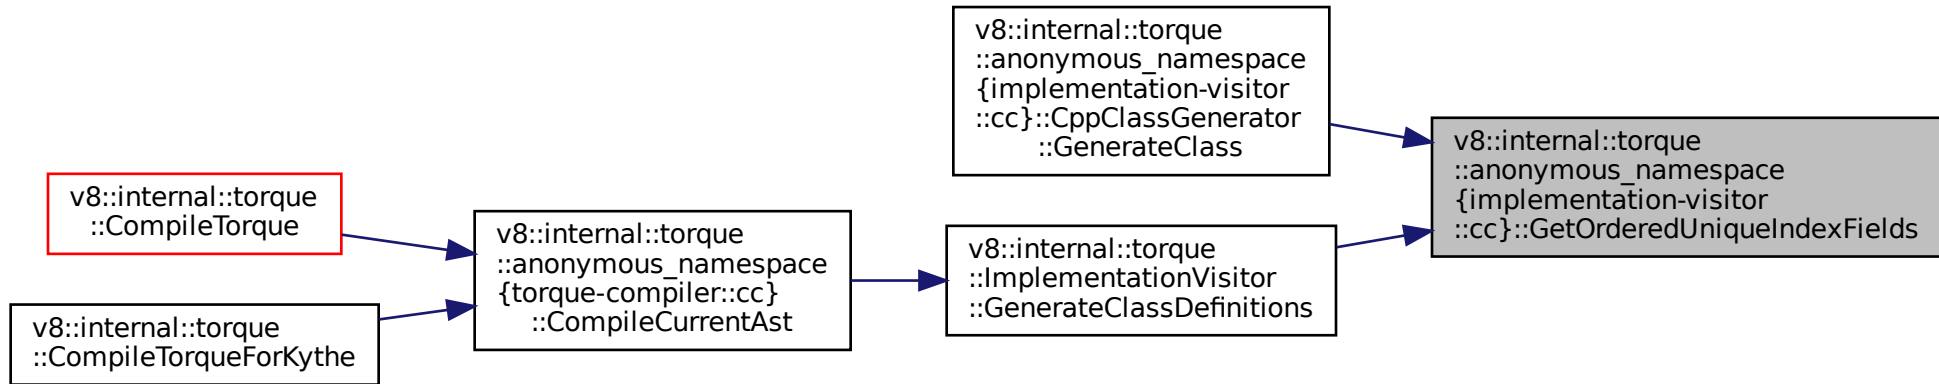 v8::internal::torque
::CompileTorque
v8::internal::torque
::CompileTorqueForKythe
v8::internal::torque
::anonymous_namespace
{torque-compiler::cc}
::CompileCurrentAst
v8::internal::torque
::anonymous_namespace
{implementation-visitor
::cc}::CppClassGenerator
::GenerateClass
v8::internal::torque
::ImplementationVisitor
::GenerateClassDefinitions
v8::internal::torque
::anonymous_namespace
{implementation-visitor
::cc}::GetOrderedUniqueIndexFields